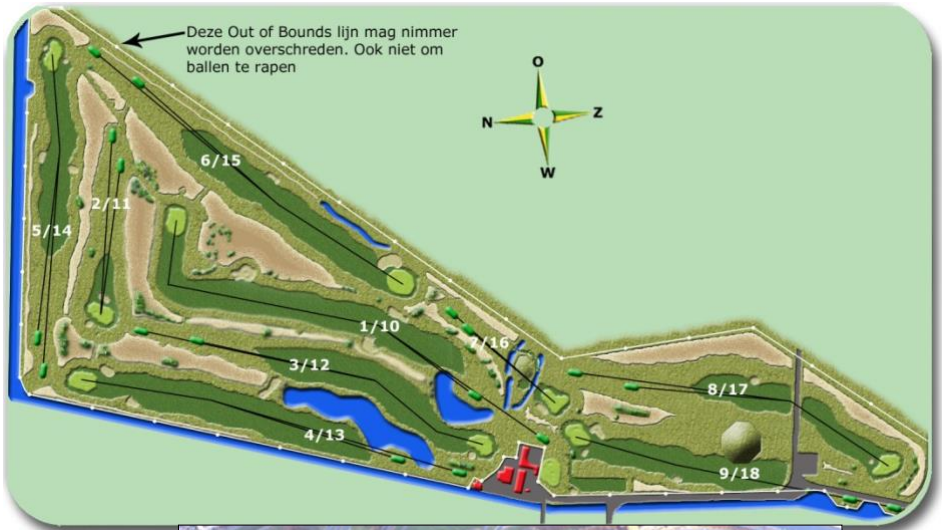 Deze Out of Bounds lijn mag nimmer
worden overschreden. Ook niet om
ballen te rapen
O
N
Z
W
6/15
2/11
5/14
1/10
7/16
3/12
8/17
4/13
9/18